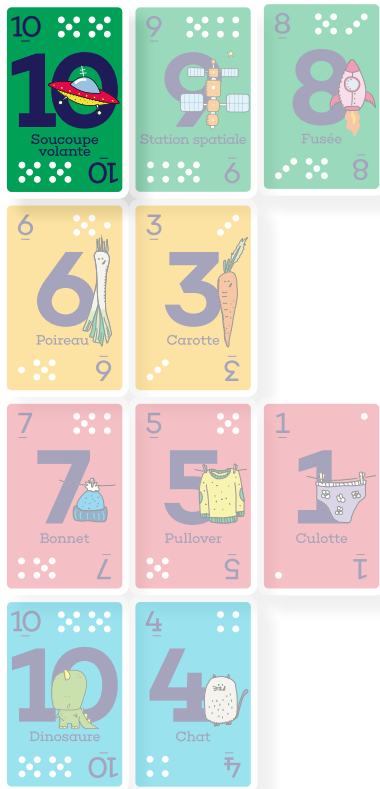 10
10
Soucoupe
volante
10
9
9
Station spatiale
9
8
8
Fusée
8
6
6
Poireau
6
3
3
Carotte
3
7
7
Bonnet
7
5
5
Pullover
5
1
1
Culotte
1
10
10
Dinosaure
10
4
4
Chat
4